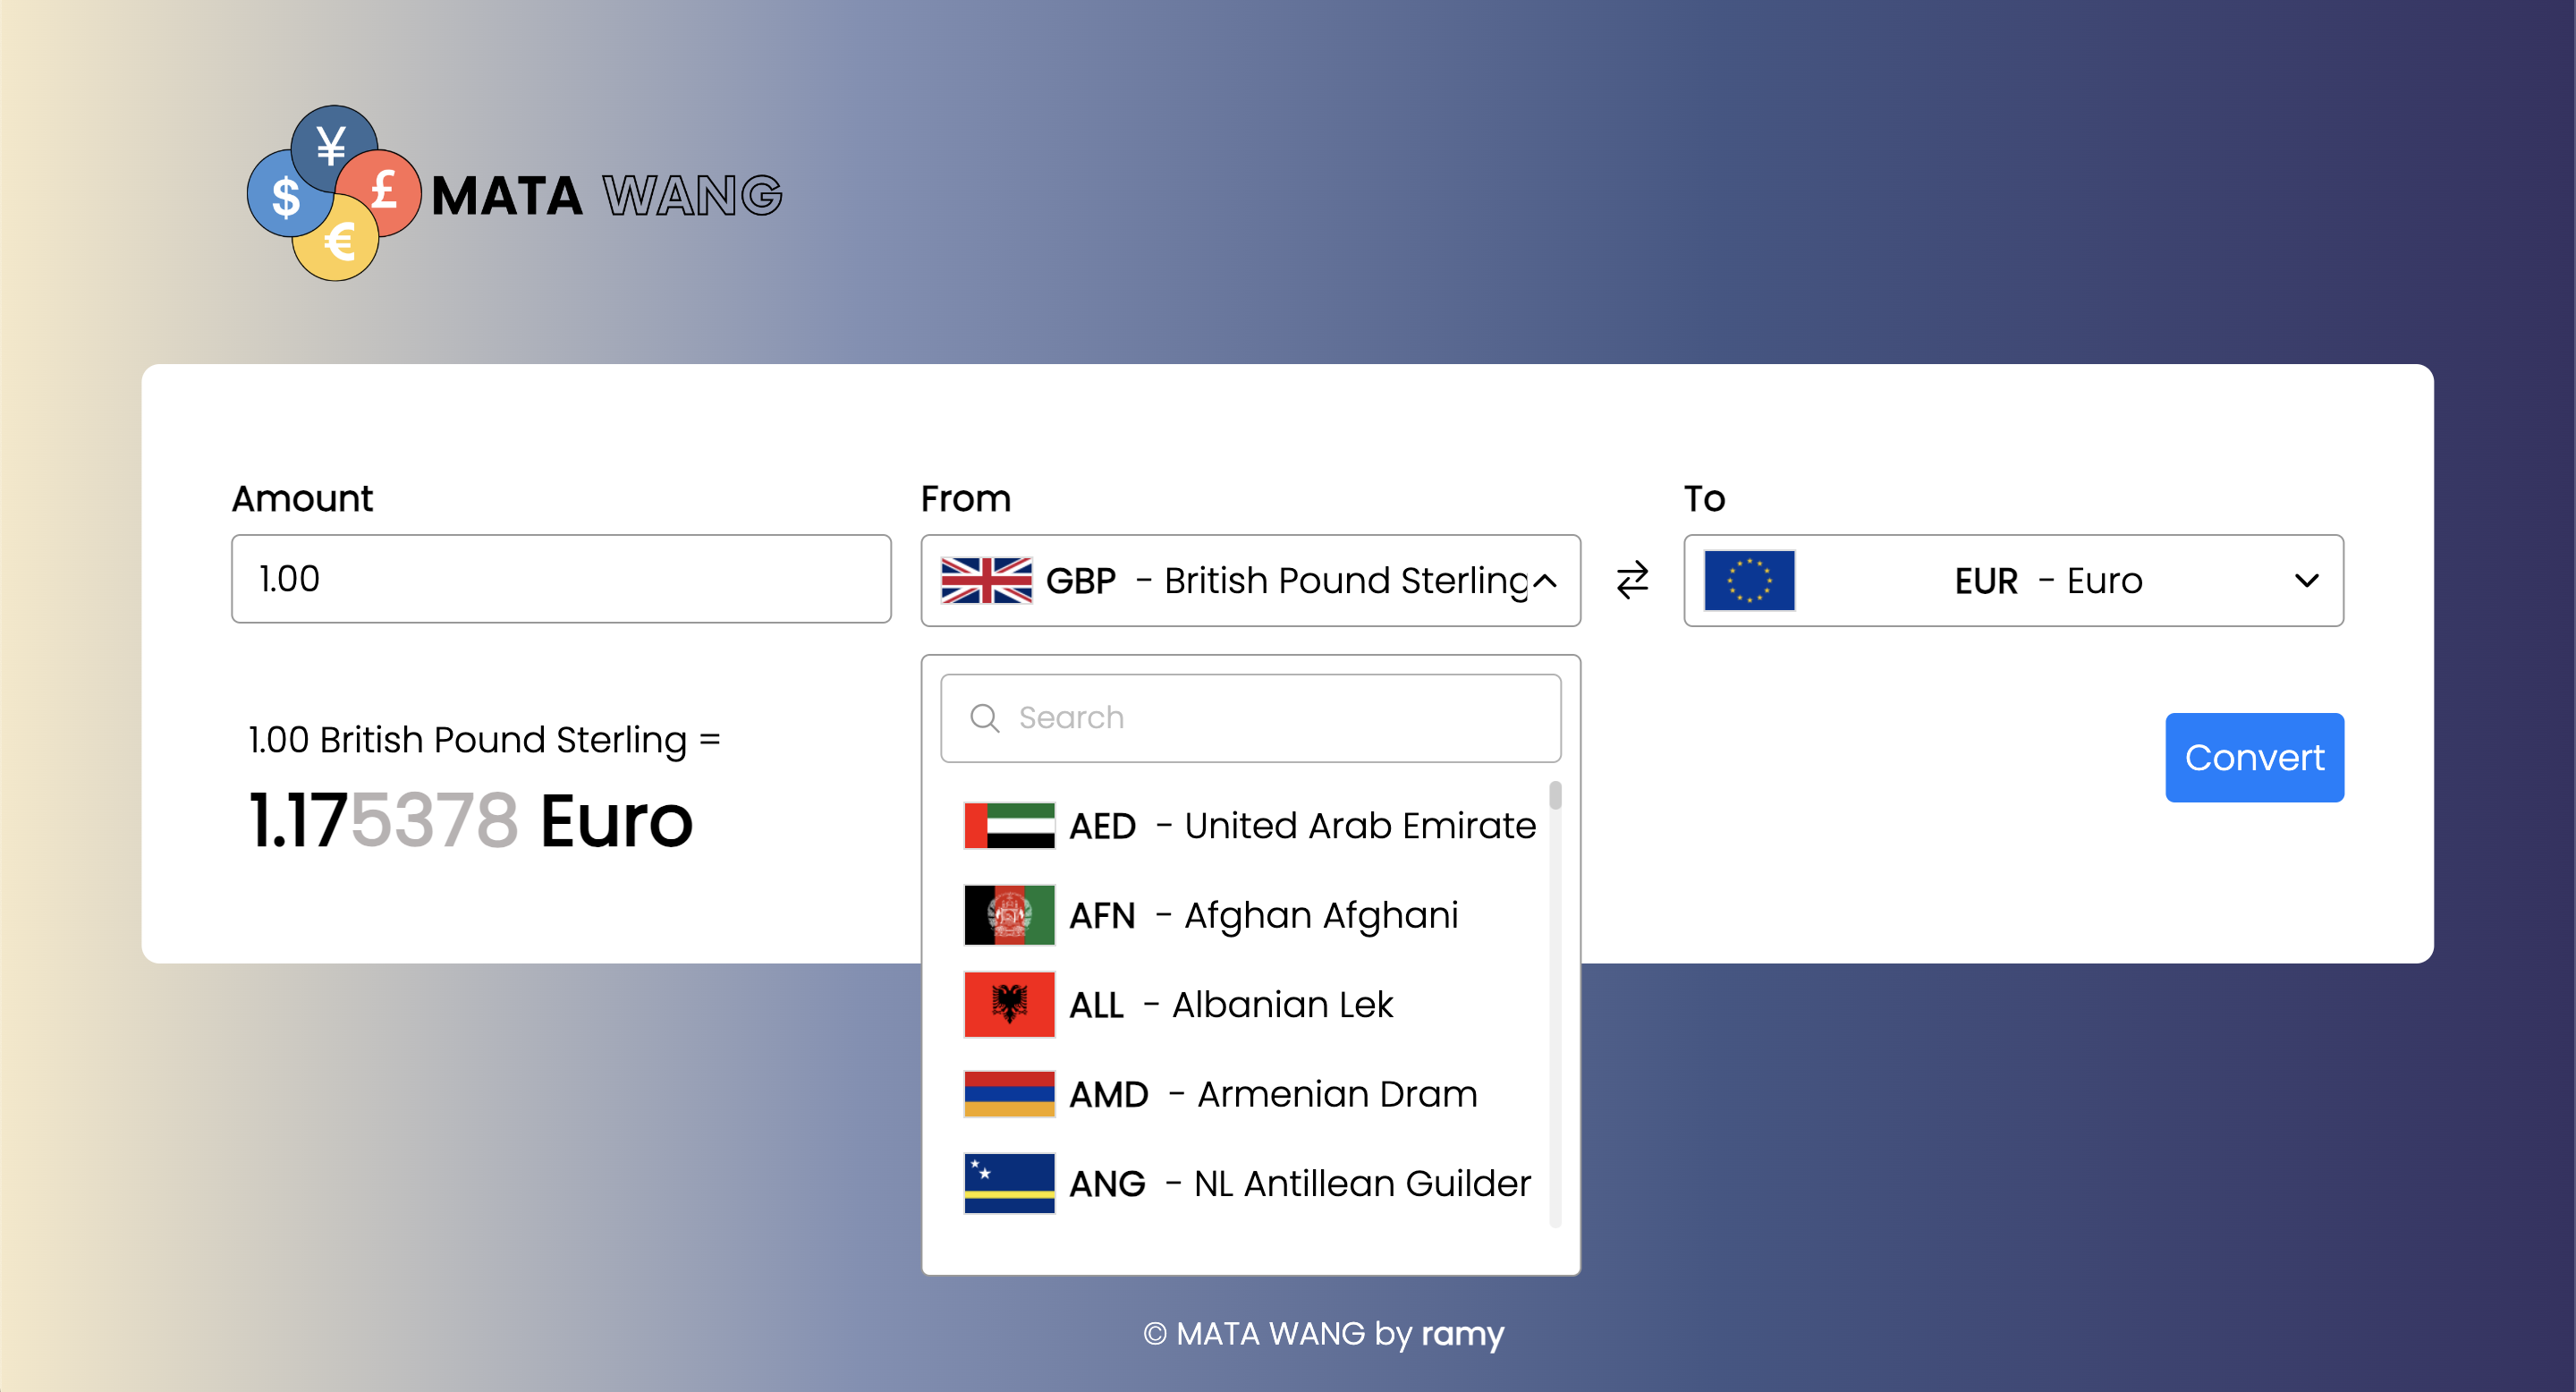 ¥
$ £
€
MATA WANG
Amount
From
To
1.00
GBP - British Pound Sterling
EUR - Euro
1.00 British Pound Sterling =
1.175378 Euro
Search
AED - United Arab Emirate
AFN - Afghan Afghani
ALL - Albanian Lek
AMD - Armenian Dram
ANG - NL Antillean Guilder
Convert
© MATA WANG by ramy